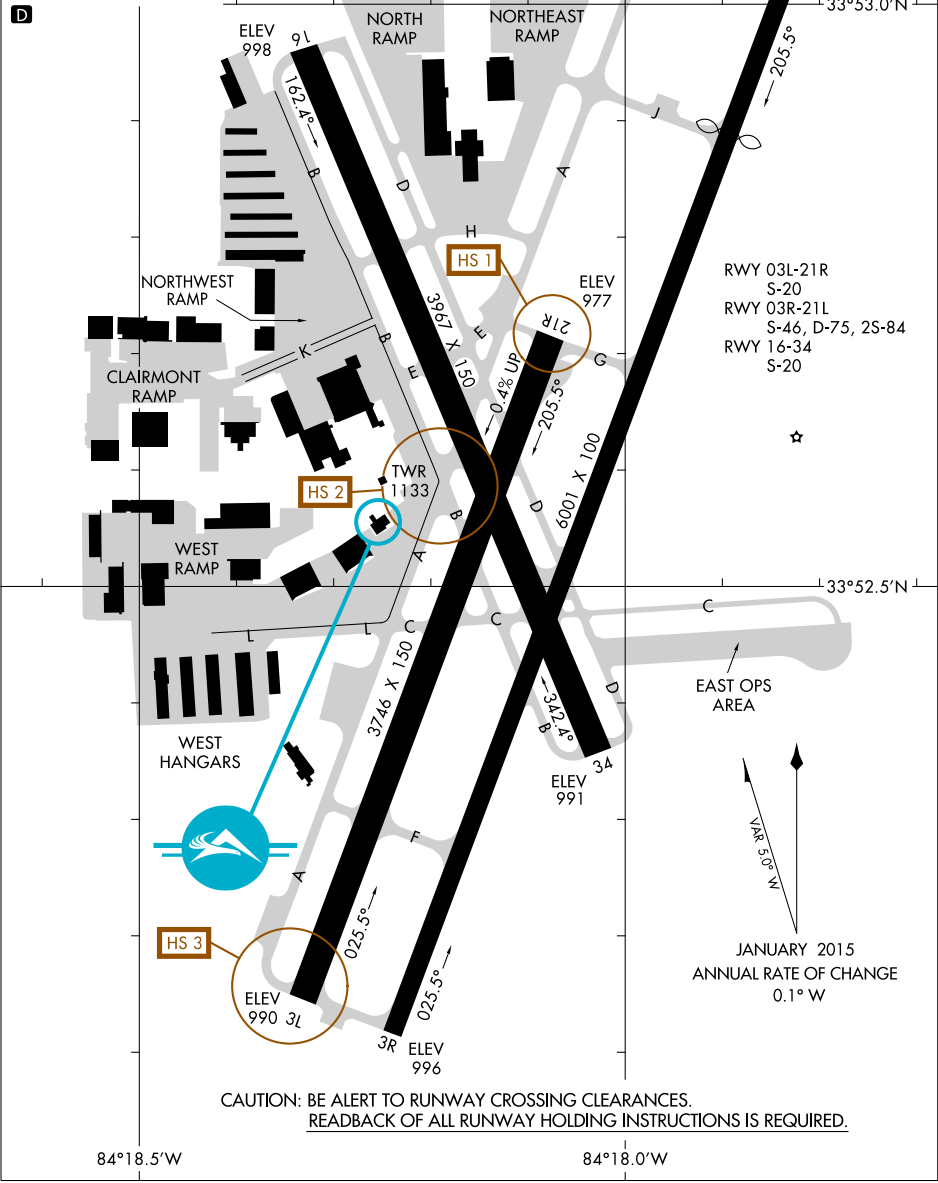 D
33°53.0'N
NORTH
RAMP
NORTHEAST
RAMP
ELEV
998
16
162.4°
205.5°
J
B
D
A
H
HS 1
NORTHWEST
RAMP
ELEV
977
21R
RWY 03L-21R
S-20
RWY 03R-21L
S-46, D-75, 2S-84
RWY 16-34
S-20
3967 X 150
B
E
E
K
G
CLAIRMONT
RAMP
E
0.4% UP
205.5°
6001 X 100
TWR
1133
HS 2
B
D
A
WEST
RAMP
33°52.5'N
C
L
L
C
C
3746 X 150
EAST OPS
AREA
D
342.4°
B
WEST
HANGARS
34
ELEV
991
VAR 5.0° W
F
A
025.5°
025.5°
HS 3
JANUARY 2015
ANNUAL RATE OF CHANGE
0.1° W
ELEV
990
3L
3R
ELEV
996
CAUTION: BE ALERT TO RUNWAY CROSSING CLEARANCES.
READBACK OF ALL RUNWAY HOLDING INSTRUCTIONS IS REQUIRED.
84°18.5'W
84°18.0'W